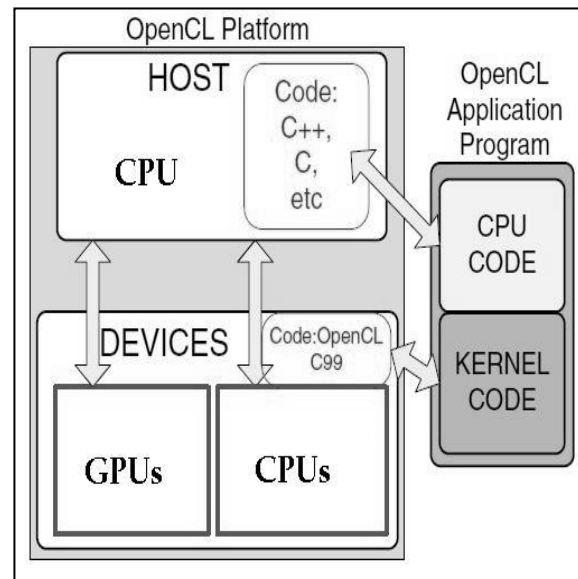 OpenCL Platform
HOST
CPU
Code:
C++,
C,
etc
OpenCL
Application
Program
CPU
CODE
DEVICES
Code:OpenCL
C99
KERNEL
CODE
GPUs
CPUs